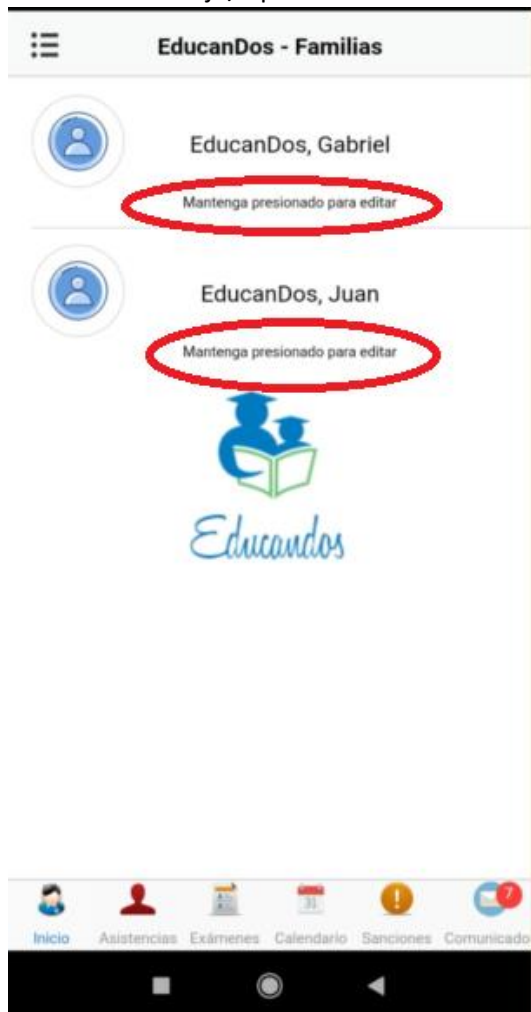 EducanDos - Familias
EducanDos, Gabriel
Mantenga presionado para editar
EducanDos, Juan
Mantenga presionado para editar
Educandos
31
7
Inicio Asistencias Exámenes Calendario Sanciones Comunicado